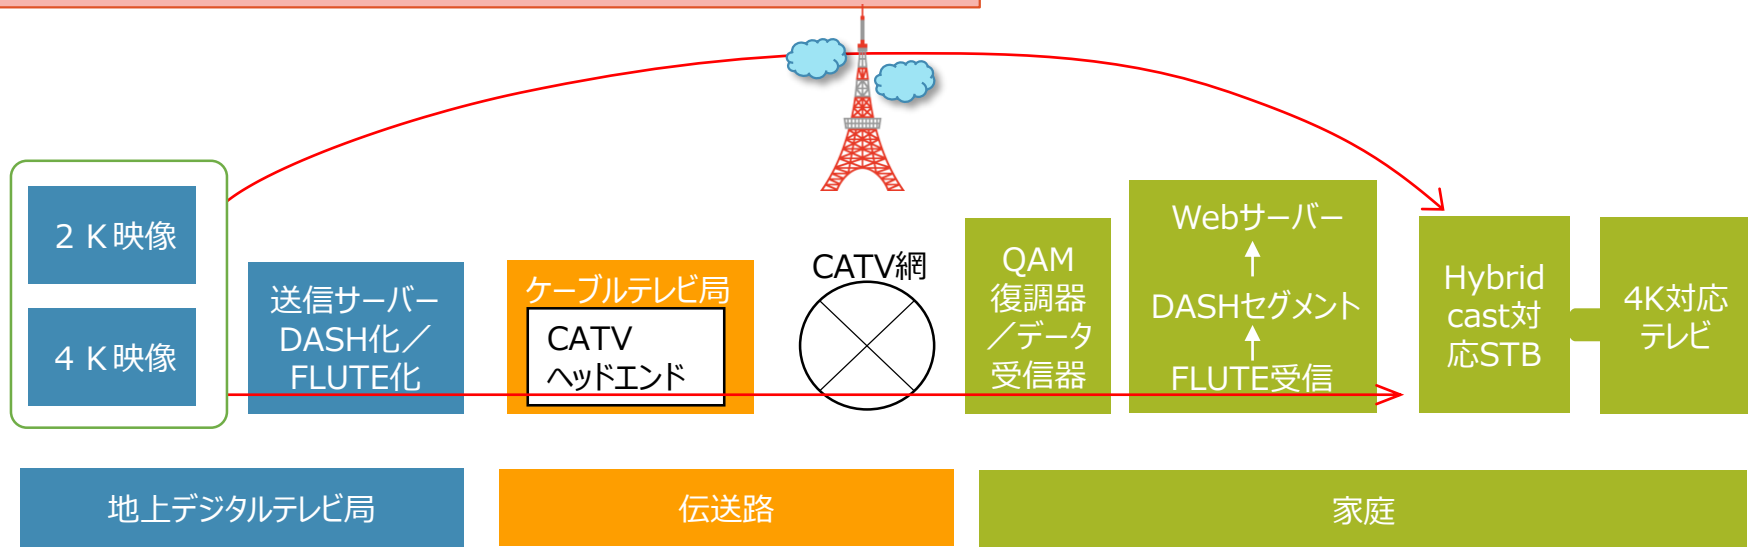 ２Ｋ映像
４Ｋ映像
送信サーバー
DASH化／
FLUTE化
ケーブルテレビ局
CATV
ヘッドエンド
CATV網
QAM
復調器
／データ
受信器
Webサーバー
DASHセグメント
FLUTE受信
Hybrid
cast対
応STB
4K対応
テレビ
地上デジタルテレビ局
伝送路
家庭